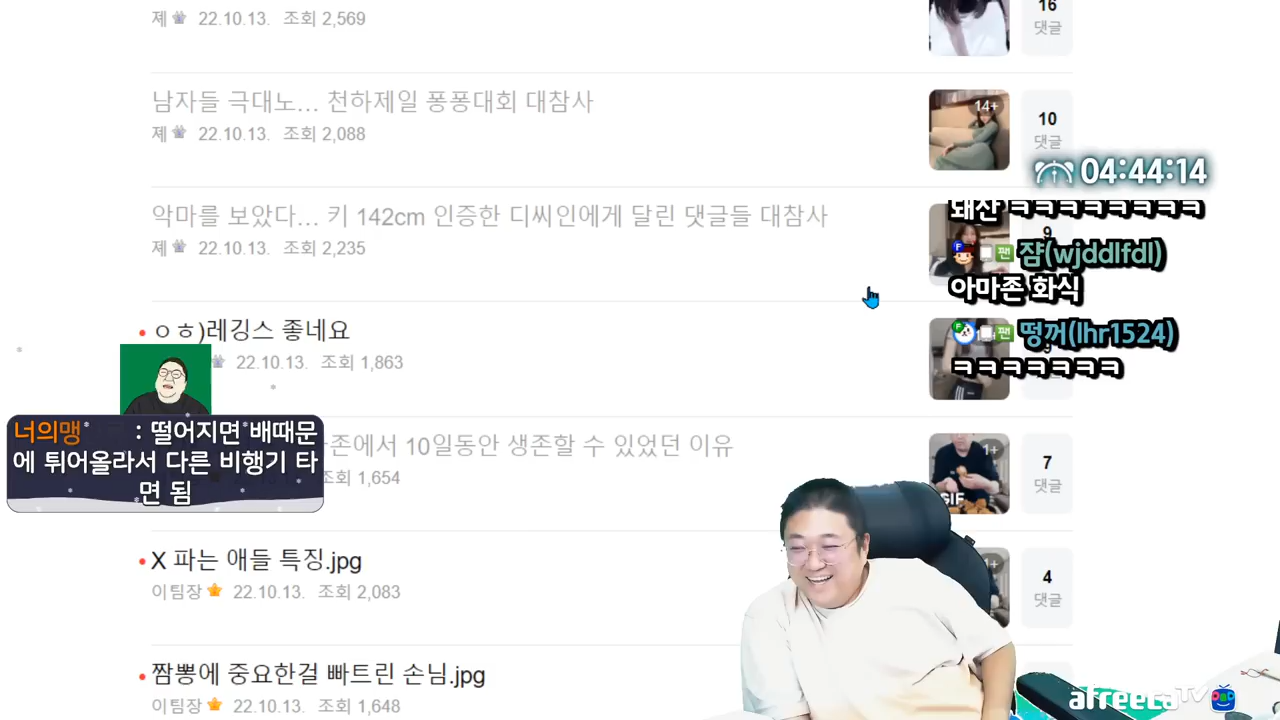 제 22.10.13. 조회 2,569
16
댓글
남자들 극대노... 천하제일 퐁퐁대회 대참사
제 22.10.13. 조회 2,088
14+
10
댓글
04:44:14
악마를 보았다... 키 142cm 인증한 디씨인에게 달린 댓글들 대참사
제 22.10.13. 조회 2,235
9
돼잔 ㅋㅋㅋㅋㅋㅋㅋㅋ
쟘(wjddlfdl)
아마존 화식
ㅇㅎ)레깅스 좋네요
22.10.13. 조회 1,863
떵꺼(lhr1524)
ㅋㅋㅋㅋㅋㅋㅋ
너의맹 : 떨어지면 배때문
에 튀어올라서 다른 비행기 타
면 됨
존에서 10일동안 생존할 수 있었던 이유
조회 1,654
1+
GIF
7
댓글
X 파는 애들 특징.jpg
이팀장 22.10.13. 조회 2,083
4
댓글
짬뽕에 중요한걸 빠트린 손님.jpg
이팀장 22.10.13. 조회 1,648
afreecaTV